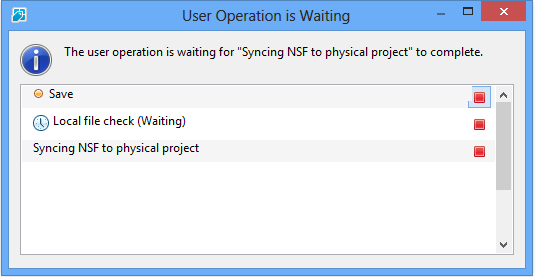 User Operation is Waiting
The user operation is waiting for "Syncing NSF to physical project" to complete.
Save
Local file check (Waiting)
Syncing NSF to physical project